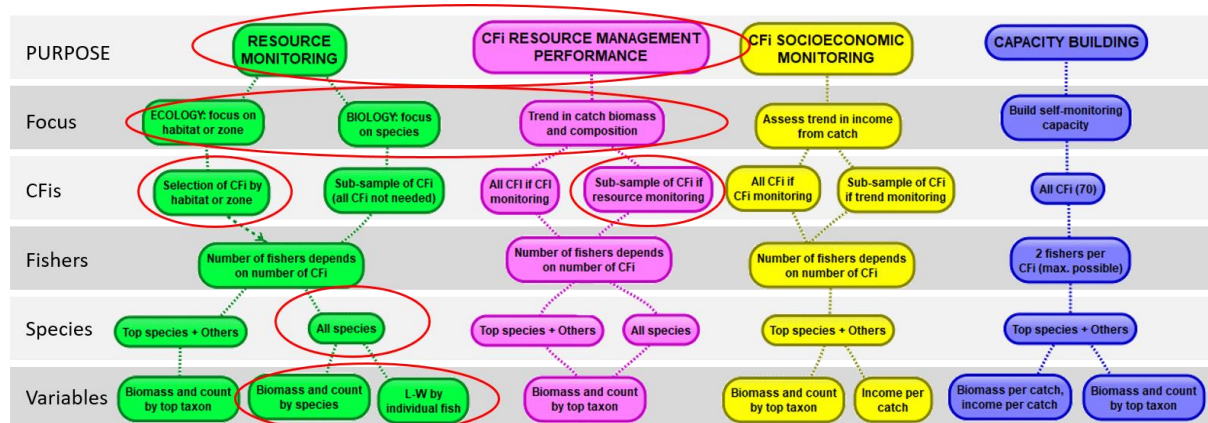 PURPOSE
RESOURCE
MONITORING
CFi RESOURCE MANAGEMENT
PERFORMANCE
CFi SOCIOECONOMIC
MONITORING
CAPACITY BUILDING
Focus
ECOLOGY: focus on
habitat or zone
BIOLOGY: focus
on species
Trend in catch biomass
and composition
Assess trend in income
from catch
Build self-monitoring
capacity
CFis
Selection of CFi by
habitat or zone
Sub-sample of CFi
(all CFi not needed)
All CFi if CFI
monitoring
Sub-sample of CFi if
resource monitoring
All CFi if
CFi monitoring
Sub-sample of CFi
if trend monitoring
All CFi (70)
Fishers
Number of fishers depends
on number of CFi
Number of fishers depends
on number of CFi
Number of fishers depends
on number of CFi
2 fishers per
CFi (max. possible)
Species
Top species + Others
All species
Top species + Others
All species
Top species + Others
Top species + Others
Variables
Biomass and count
by top taxon
Biomass and count
by species
L-W by
individual fish
Biomass and count
by top taxon
Biomass and count
by top taxon
Income per
catch
Biomass per catch,
income per catch
Biomass and count
by top taxon